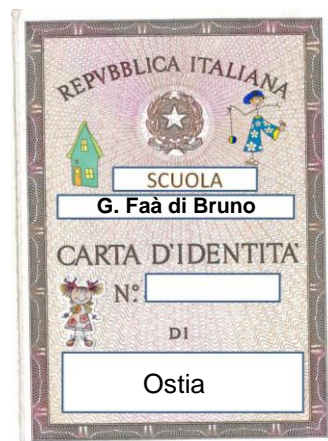 REPVBBLICA ITALIANA
SCUOLA
G. Faà di Bruno
CARTA D'IDENTITA'
N°
DI
Ostia